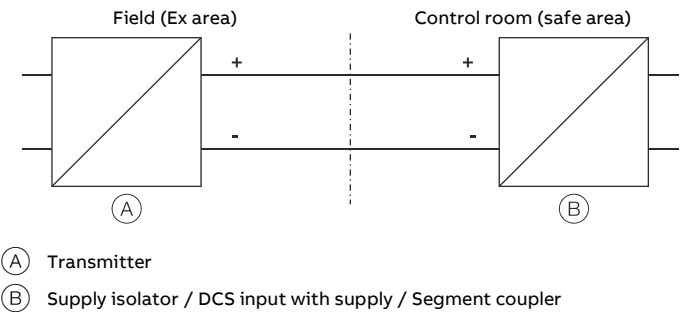 Field (Ex area) Control room (safe area)
+ +
- -
A B
A Transmitter
B Supply isolator / DCS input with supply / Segment coupler